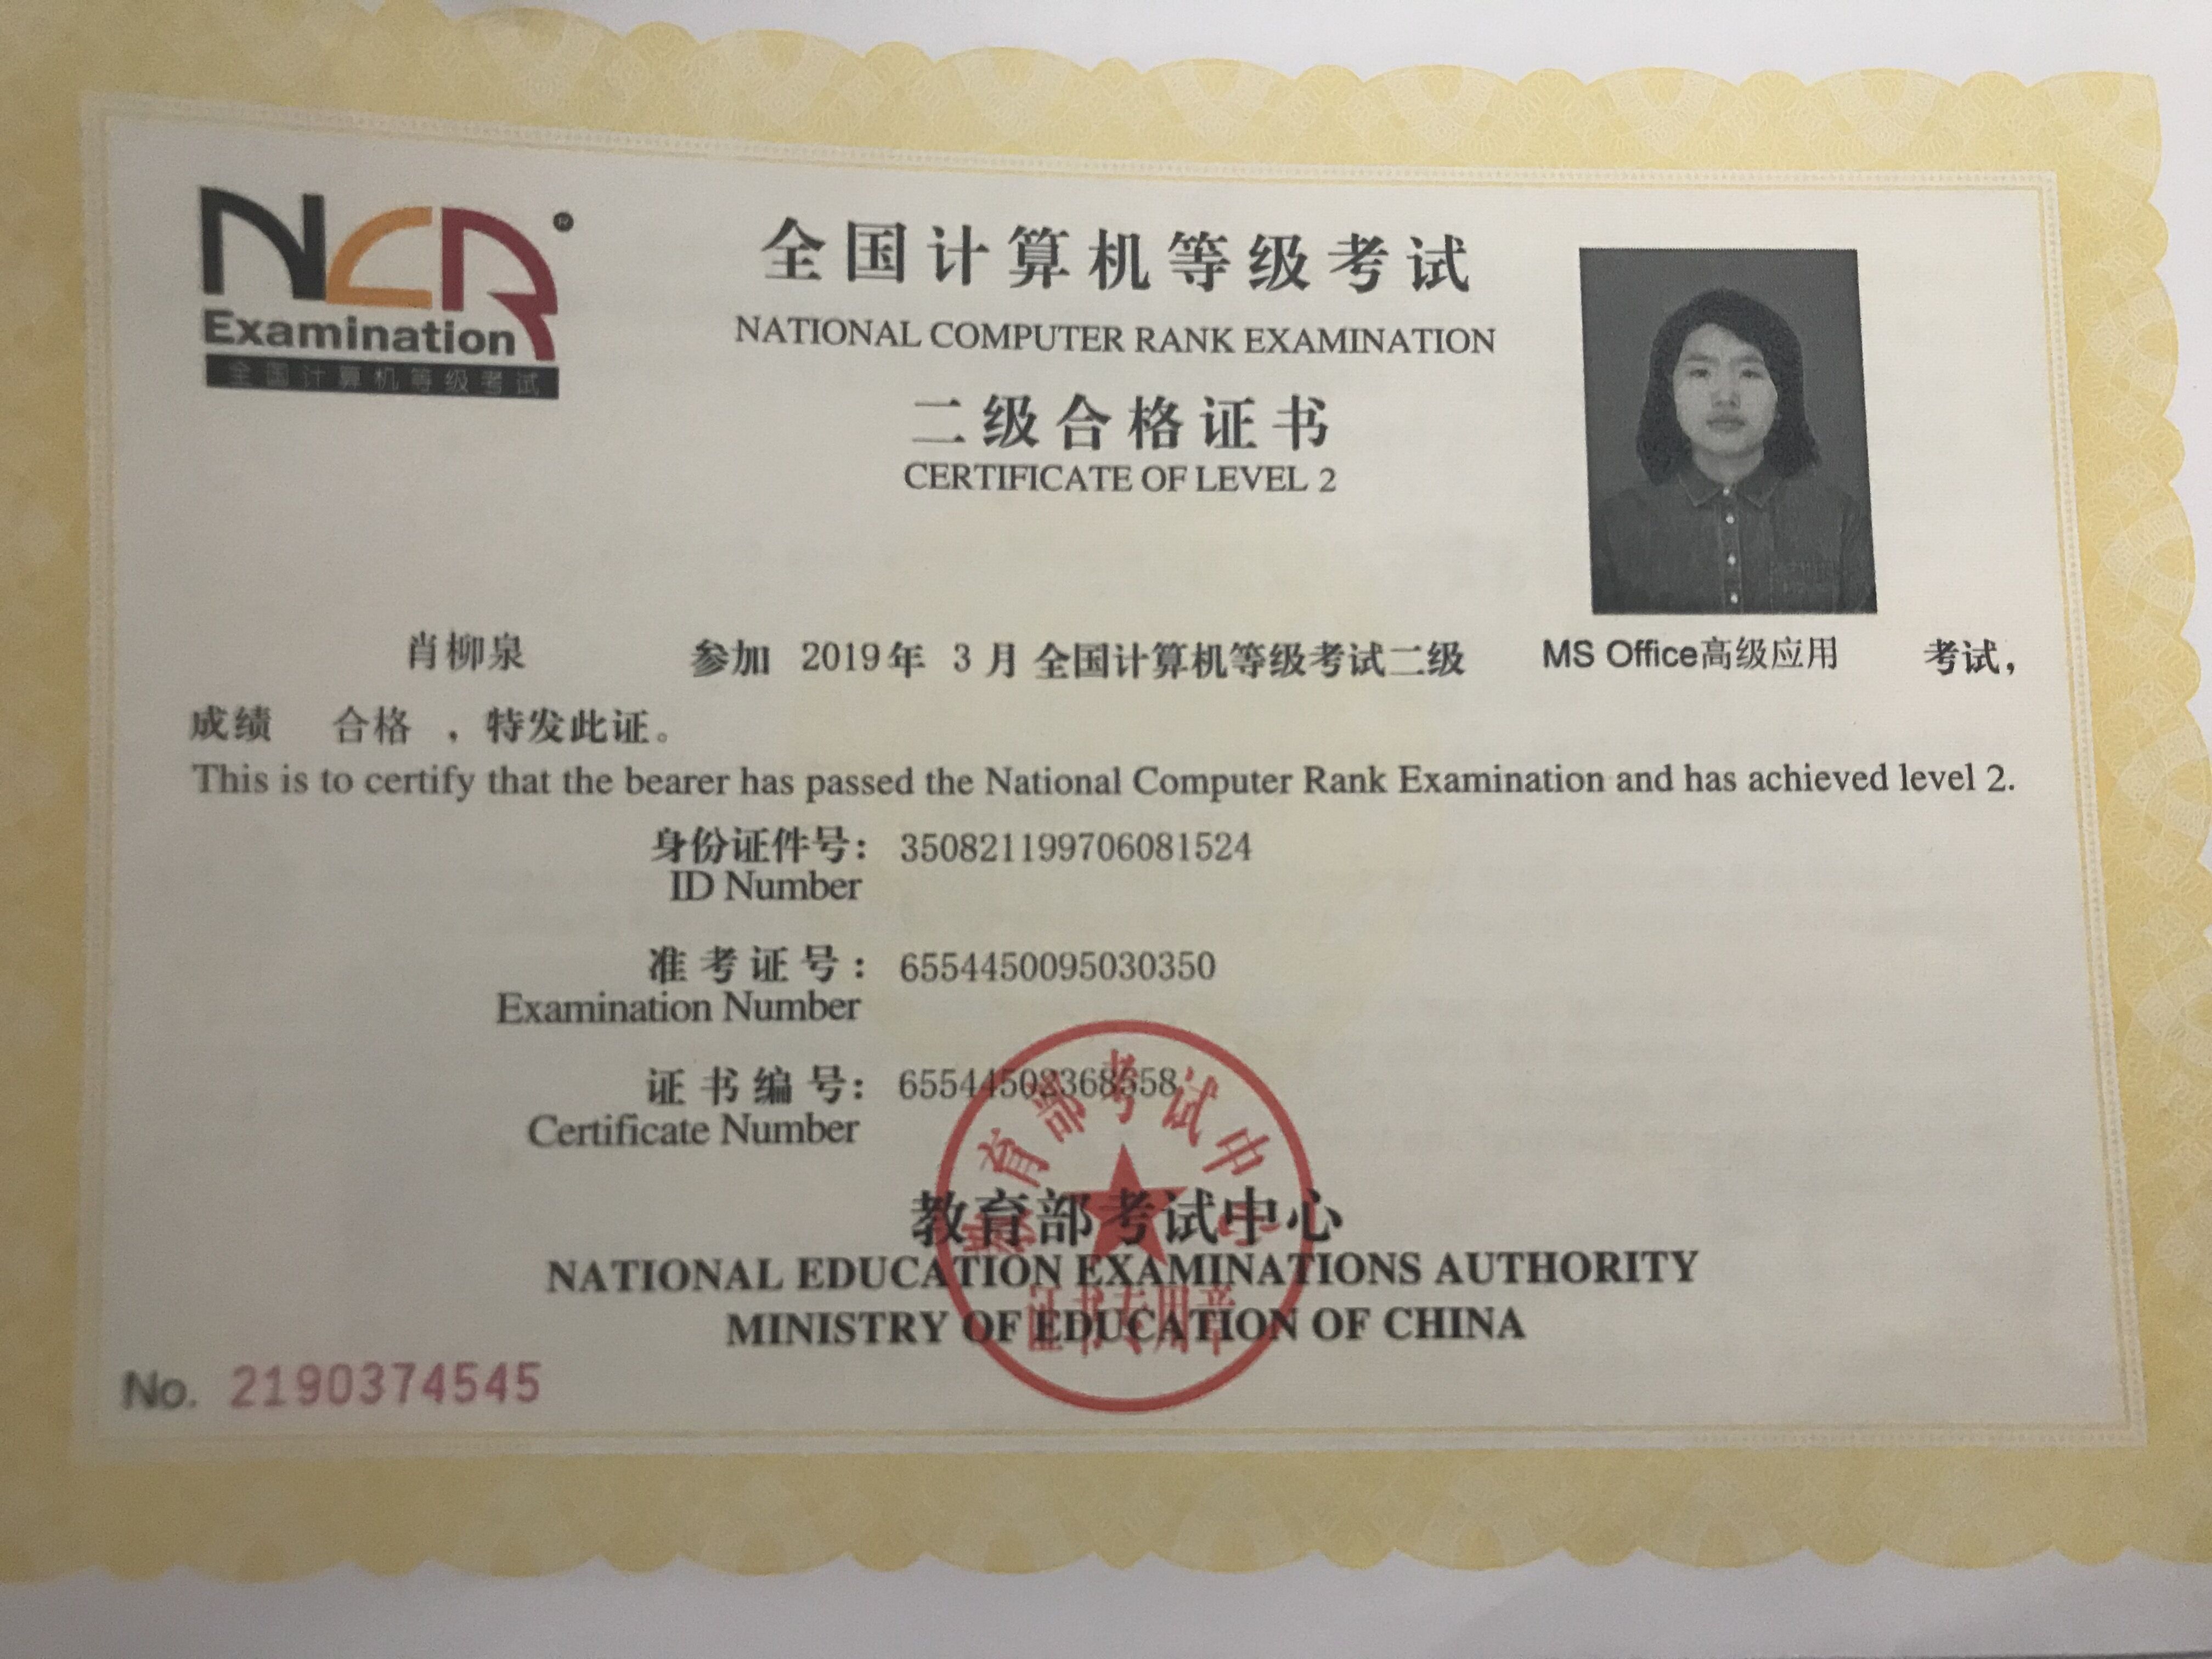 NCR®
Examination
全国计算机等级考试
全国计算机等级考试
NATIONAL COMPUTER RANK EXAMINATION
二级合格证书
CERTIFICATE OF LEVEL 2
肖柳泉 参加 2019年 3月全国计算机等级考试二级 MS Office高级应用 考试,
成绩 合格 ,特发此证。
This is to certify that the bearer has passed the National Computer Rank Examination and has achieved level 2.
身份证件号: 350821199706081524
ID Number
准考证号: 6554450095030350
Examination Number
证书编号:
Certificate Number
教育部考试中心
教育部考试中心
NATIONAL EDUCATION EXAMINATIONS AUTHORITY
证书专用章
MINISTRY OF EDUCATION OF CHINA
No. 2190374545